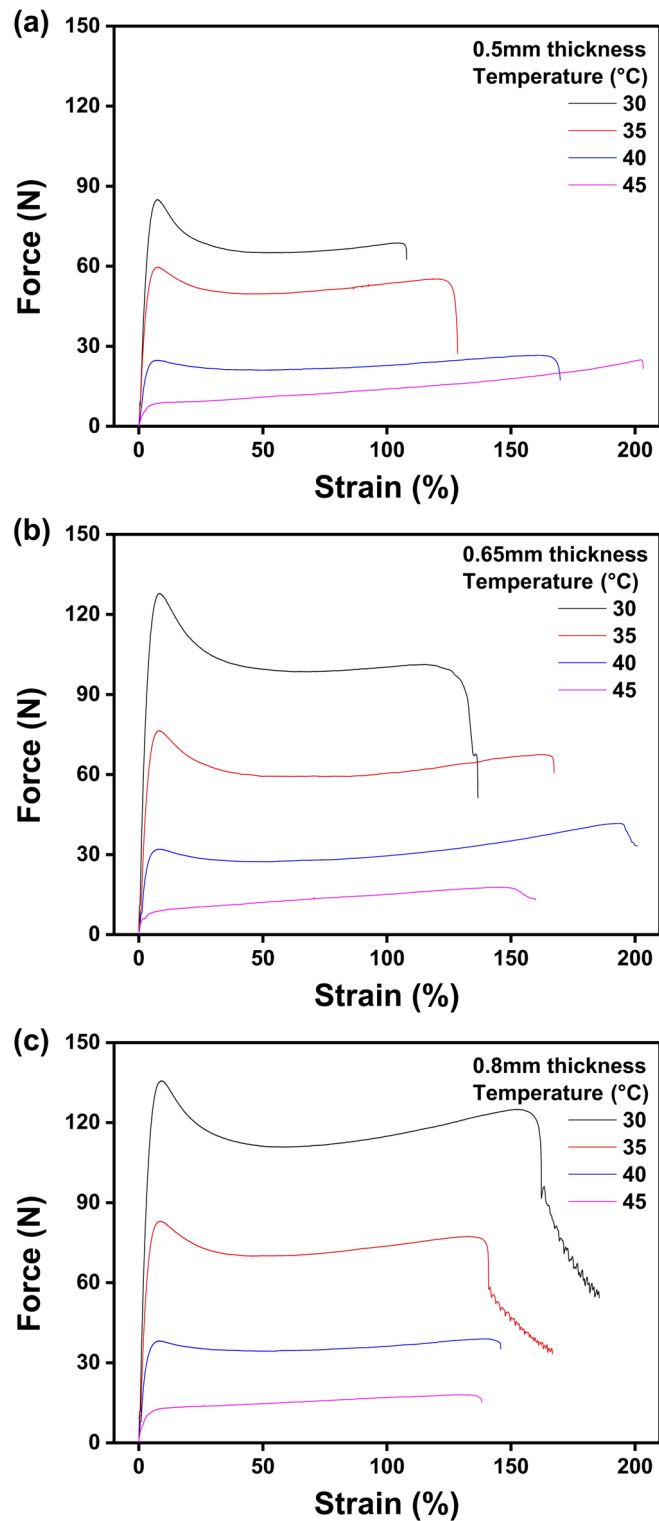 (a)
150
120
90
60
30
0
Force (N)
0.5mm thickness
Temperature (°C)
30
35
40
45
0 50 100 150 200
Strain (%)
(b)
150
120
90
60
30
0
Force (N)
0.65mm thickness
Temperature (°C)
30
35
40
45
0 50 100 150 200
Strain (%)
(c)
150
120
90
60
30
0
Force (N)
0.8mm thickness
Temperature (°C)
30
35
40
45
0 50 100 150 200
Strain (%)